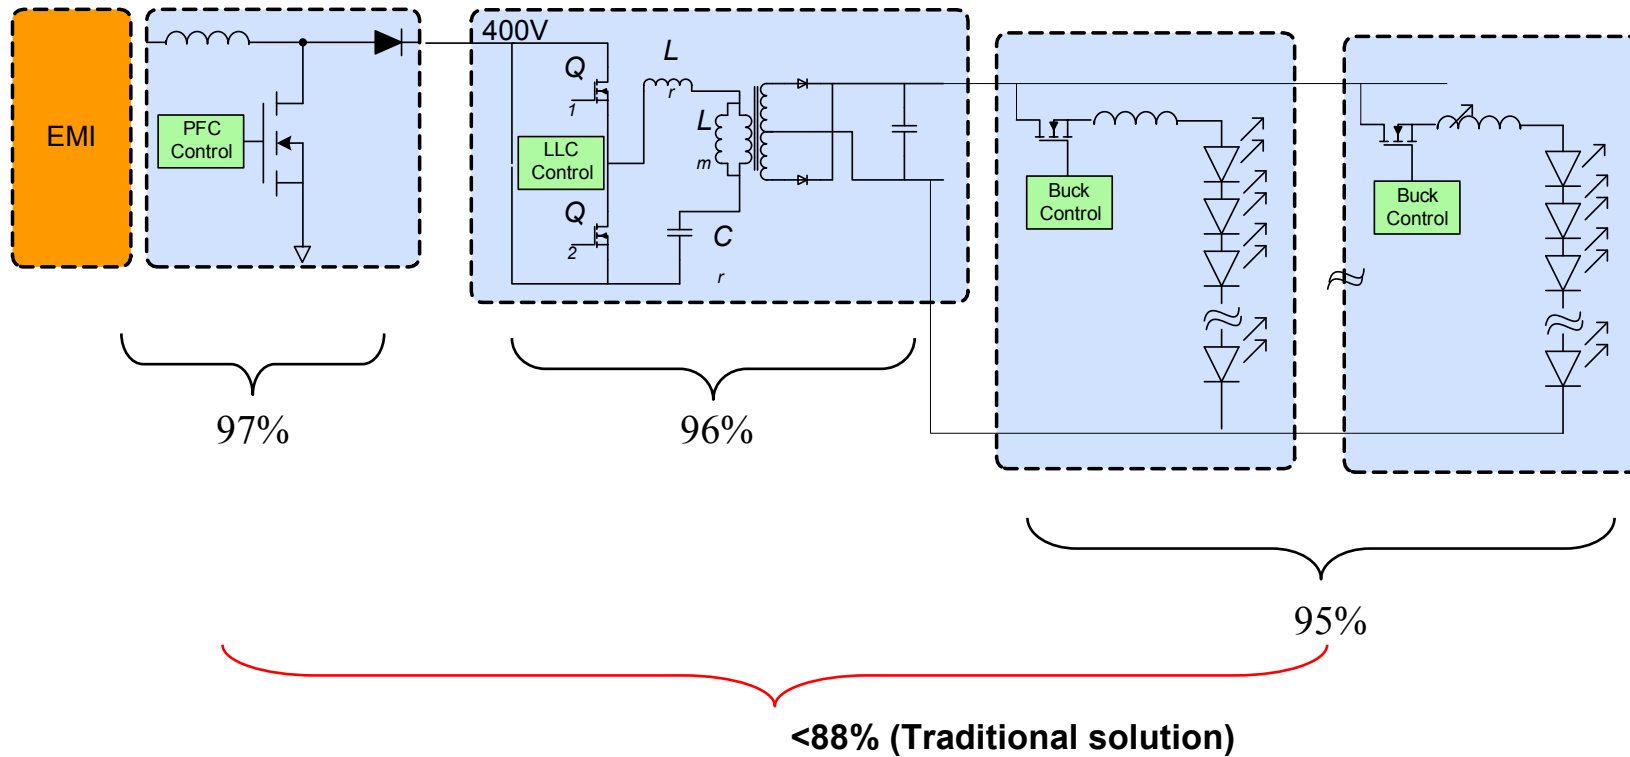 EMI
PFC
Control
400V
Q
1
L
r
L
m
LLC
Control
Q
2
C
r
Buck
Control
Buck
Control
97%
96%
95%
<88% (Traditional solution)